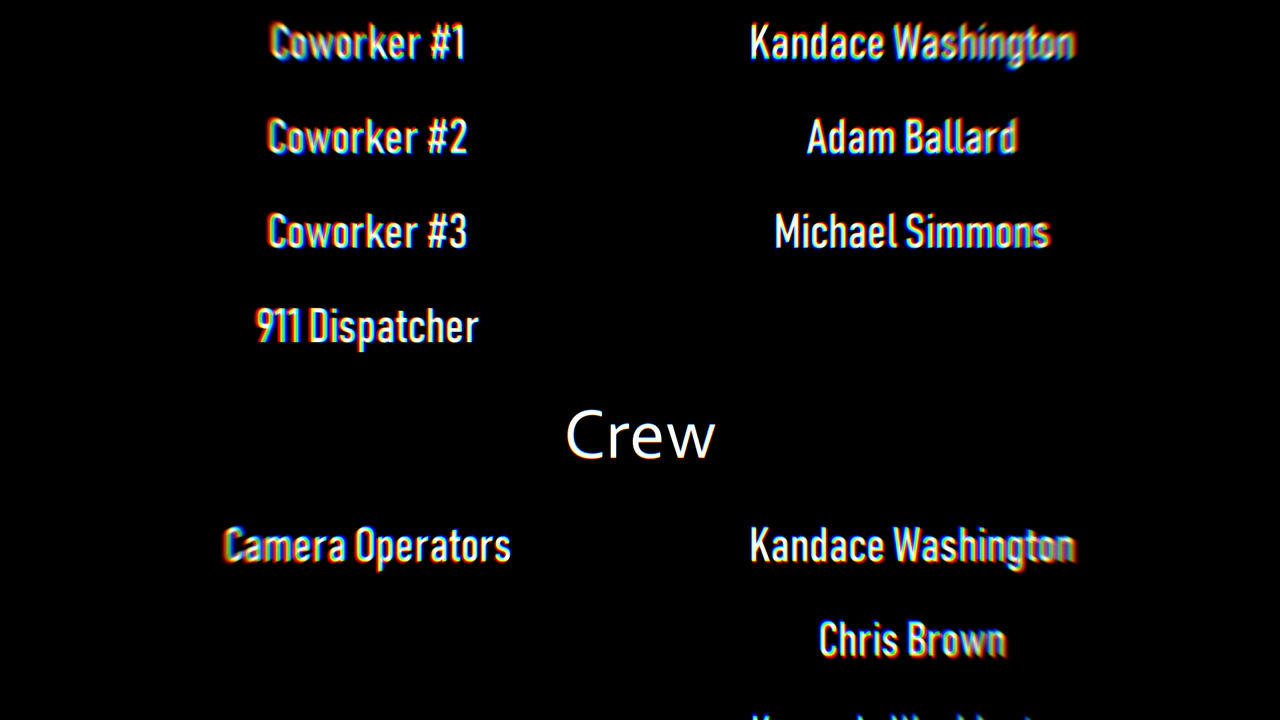 Coworker #1 Kandace Washington
Coworker #2 Adam Ballard
Coworker #3 Michael Simmons
911 Dispatcher
Crew
Camera Operators Kandace Washington
Chris Brown